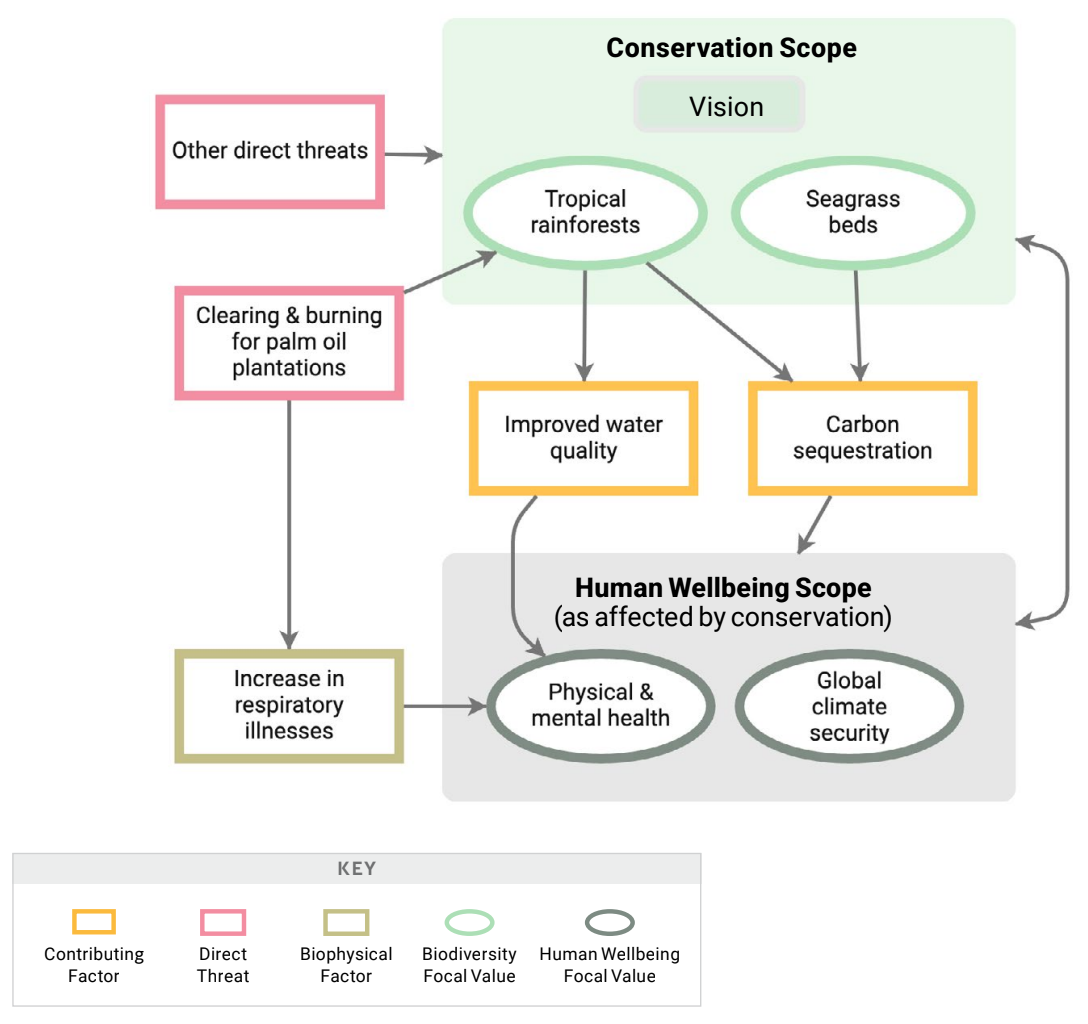 Conservation Scope
Vision
Other direct threats
Tropical
rainforests
Seagrass
beds
Clearing & burning
for palm oil
plantations
Improved water
quality
Carbon
sequestration
Human Wellbeing Scope
(as affected by conservation)
Increase in
respiratory
illnesses
Physical &
mental health
Global
climate
security
KEY
Contributing
Factor
Direct
Threat
Biophysical
Factor
Biodiversity
Focal Value
Human Wellbeing
Focal Value